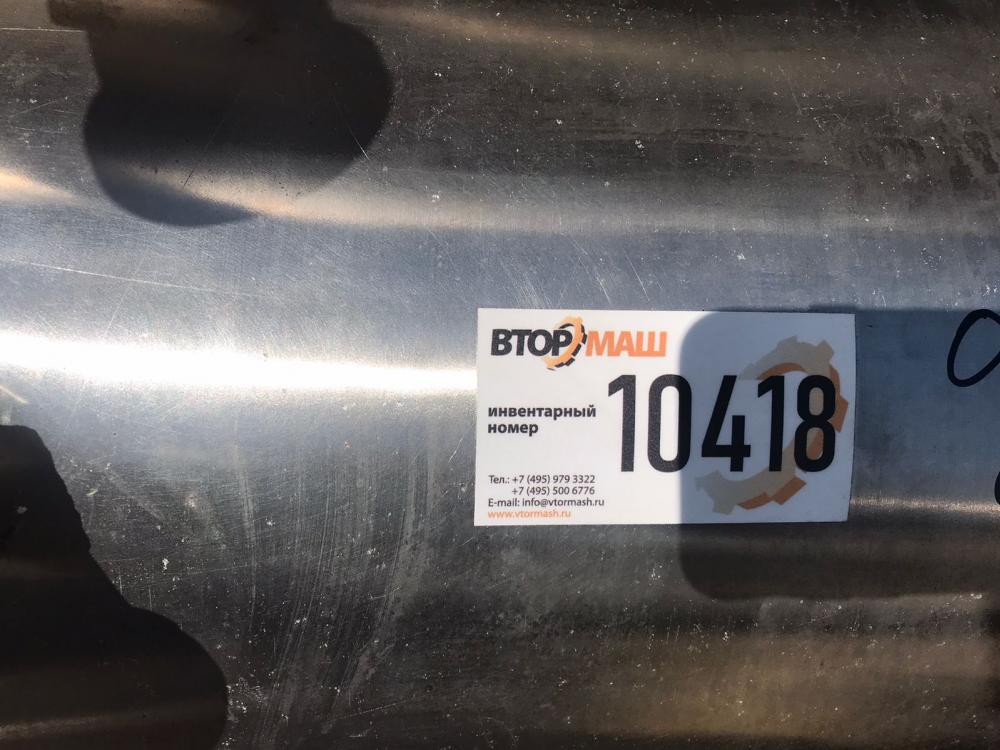 ВТОРМАШ
инвентарный
номер
10418
Тел.: +7 (495) 979 3322
+7 (495) 500 6776
E-mail: info@vtormash.ru
www.vtormash.ru